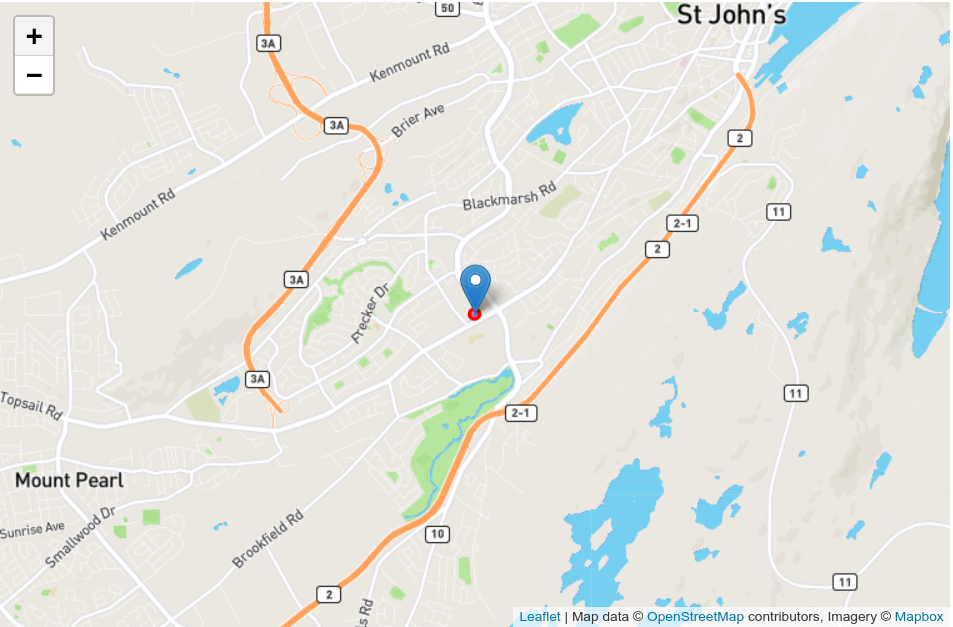 50
St John's
+
3A
−
Kenmount Rd
3A
Brier Ave
2
Blackmarsh Rd
Kenmount Rd
11
2-1
2
3A
Frecker Dr
3A
11
Topsail Rd
2-1
Mount Pearl
Smallwood Dr
Sunrise Ave
Brookfield Rd
10
11
2
ls Rd
Leaflet | Map data © OpenStreetMap contributors, Imagery © Mapbox